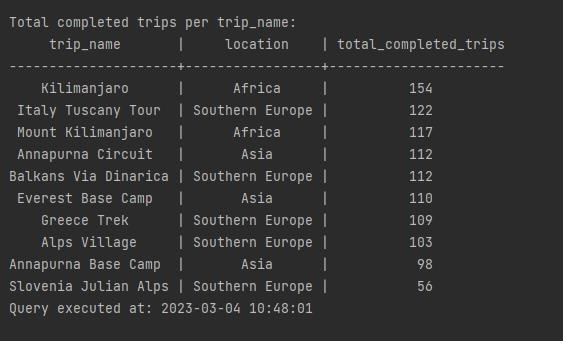 Total completed trips per trip_name:
     trip_name       |     location    | total_completed_trips
---------------------+-----------------+-----------------------
    Kilimanjaro      |      Africa     |          154
 Italy Tuscany Tour  | Southern Europe |          122
 Mount Kilimanjaro   |      Africa     |          117
 Annapurna Circuit   |       Asia      |          112
Balkans Via Dinarica | Southern Europe |          112
 Everest Base Camp   |       Asia      |          110
    Greece Trek      | Southern Europe |          109
    Alps Village     | Southern Europe |          103
Annapurna Base Camp  |       Asia      |           98
Slovenia Julian Alps | Southern Europe |           56
Query executed at: 2023-03-04 10:48:01